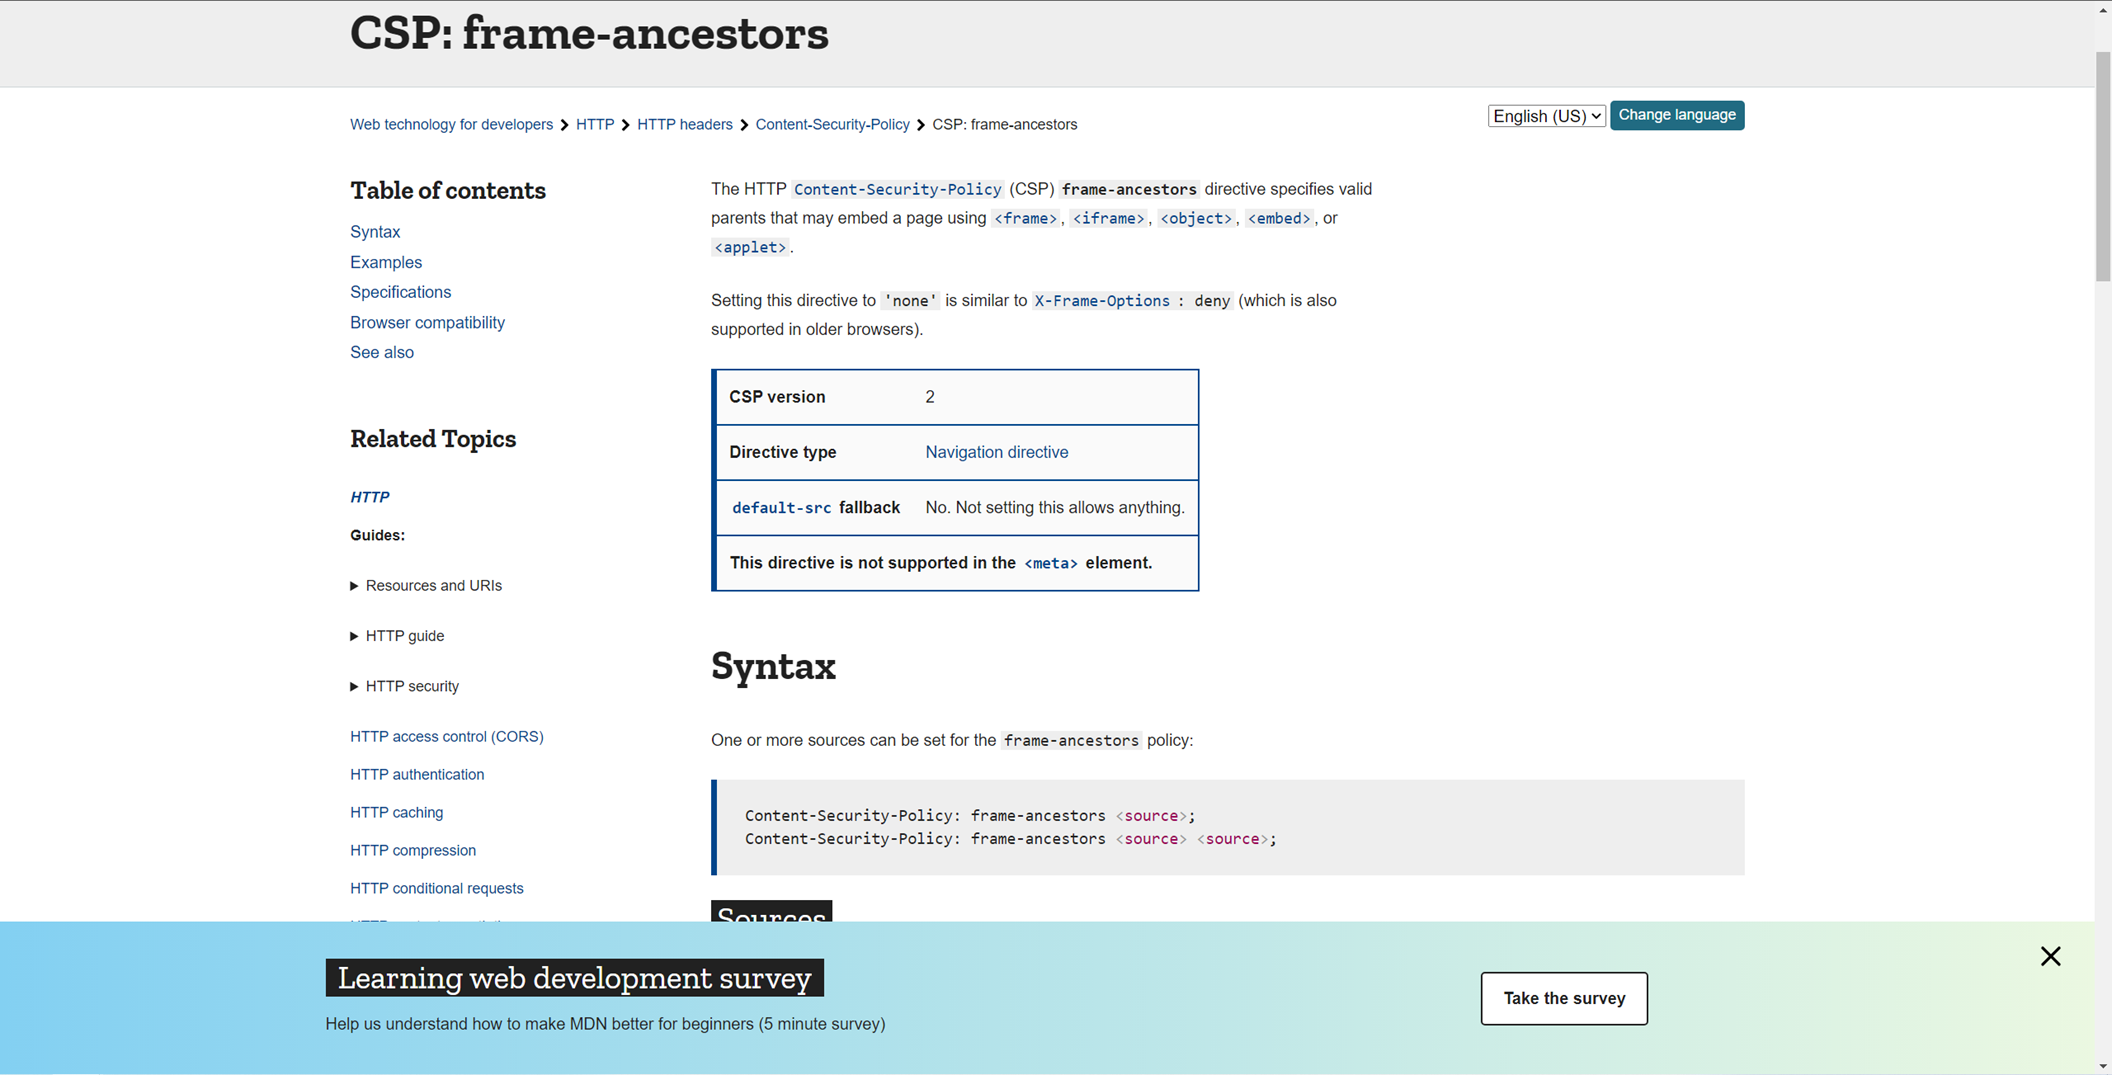 CSP: frame-ancestors
Web technology for developers > HTTP > HTTP headers > Content-Security-Policy > CSP: frame-ancestors
English (US)
Change language
Table of contents
Syntax
Examples
Specifications
Browser compatibility
See also
Related Topics
HTTP
Guides:
Resources and URIs
HTTP guide
HTTP security
HTTP access control (CORS)
HTTP authentication
HTTP caching
HTTP compression
HTTP conditional requests
The HTTP Content-Security-Policy (CSP) frame-ancestors directive specifies valid
parents that may embed a page using <frame>, <iframe>, <object>, <embed>, or
<applet>.
Setting this directive to 'none' is similar to X-Frame-Options : deny (which is also
supported in older browsers).
CSP version 2
Directive type Navigation directive
default-src fallback No. Not setting this allows anything.
This directive is not supported in the <meta> element.
Syntax
One or more sources can be set for the frame-ancestors policy:
Content-Security-Policy: frame-ancestors <source>;
Content-Security-Policy: frame-ancestors <source> <source>;
Sources
Learning web development survey
Help us understand how to make MDN better for beginners (5 minute survey)
Take the survey